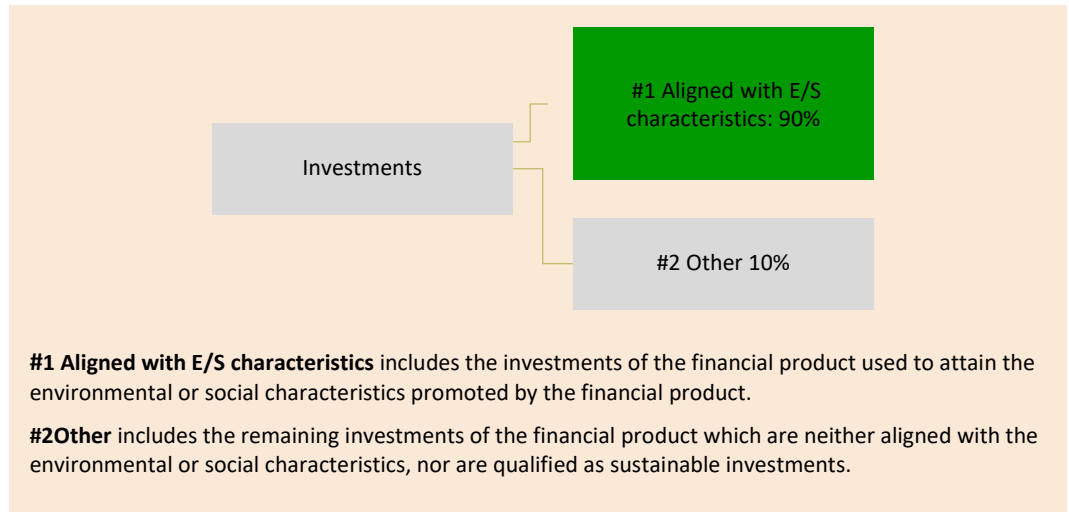 #1 Aligned with E/S
characteristics: 90%
Investments
#2 Other 10%
#1 Aligned with E/S characteristics includes the investments of the financial product used to attain the
environmental or social characteristics promoted by the financial product.
#2Other includes the remaining investments of the financial product which are neither aligned with the
environmental or social characteristics, nor are qualified as sustainable investments.